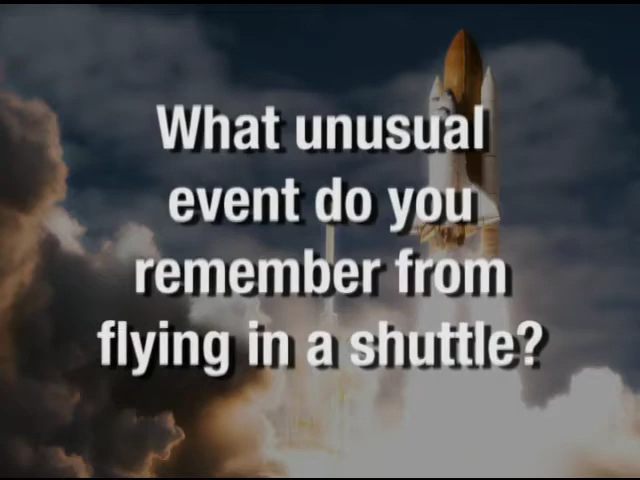 What unusual
event do you
remember from
flying in a shuttle?